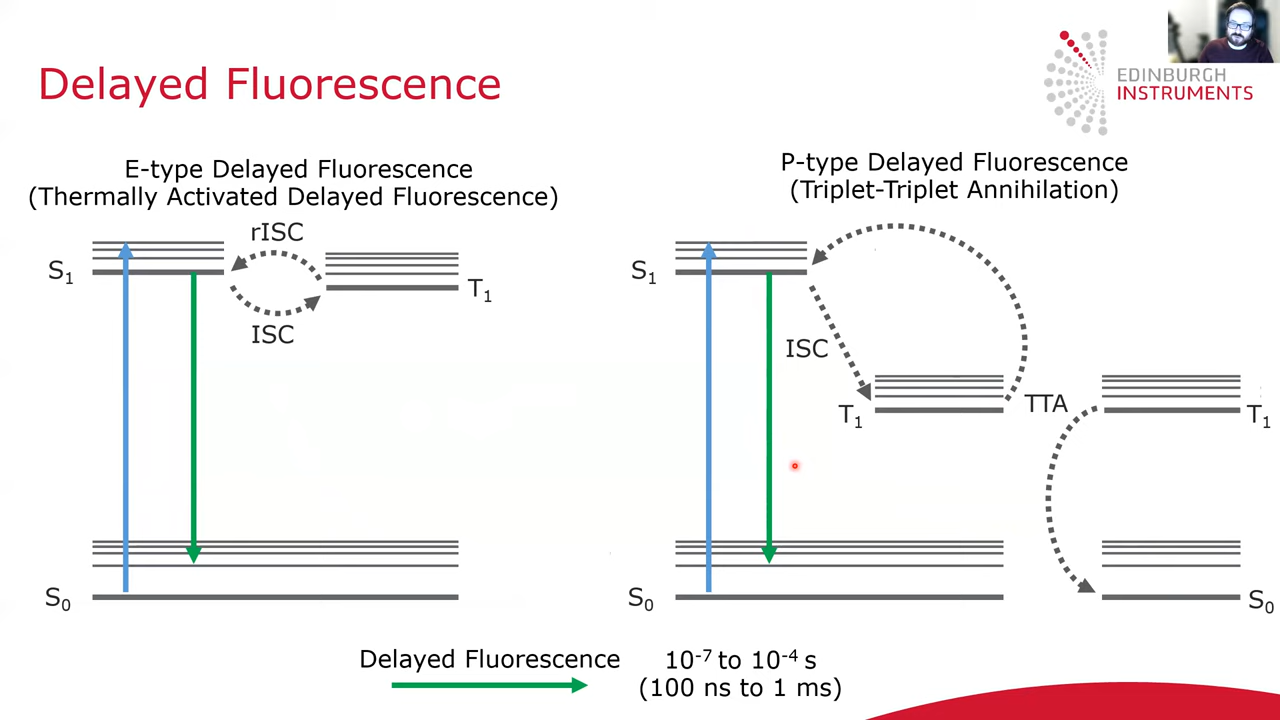 Delayed Fluorescence
EDINBURGH
INSTRUMENTS
E-type Delayed Fluorescence
(Thermally Activated Delayed Fluorescence)
rISC
S1
T1
ISC
S0
P-type Delayed Fluorescence
(Triplet-Triplet Annihilation)
S1
ISC
T1
TTA
T1
S0
S0
Delayed Fluorescence
10-7 to 10-4 s
(100 ns to 1 ms)